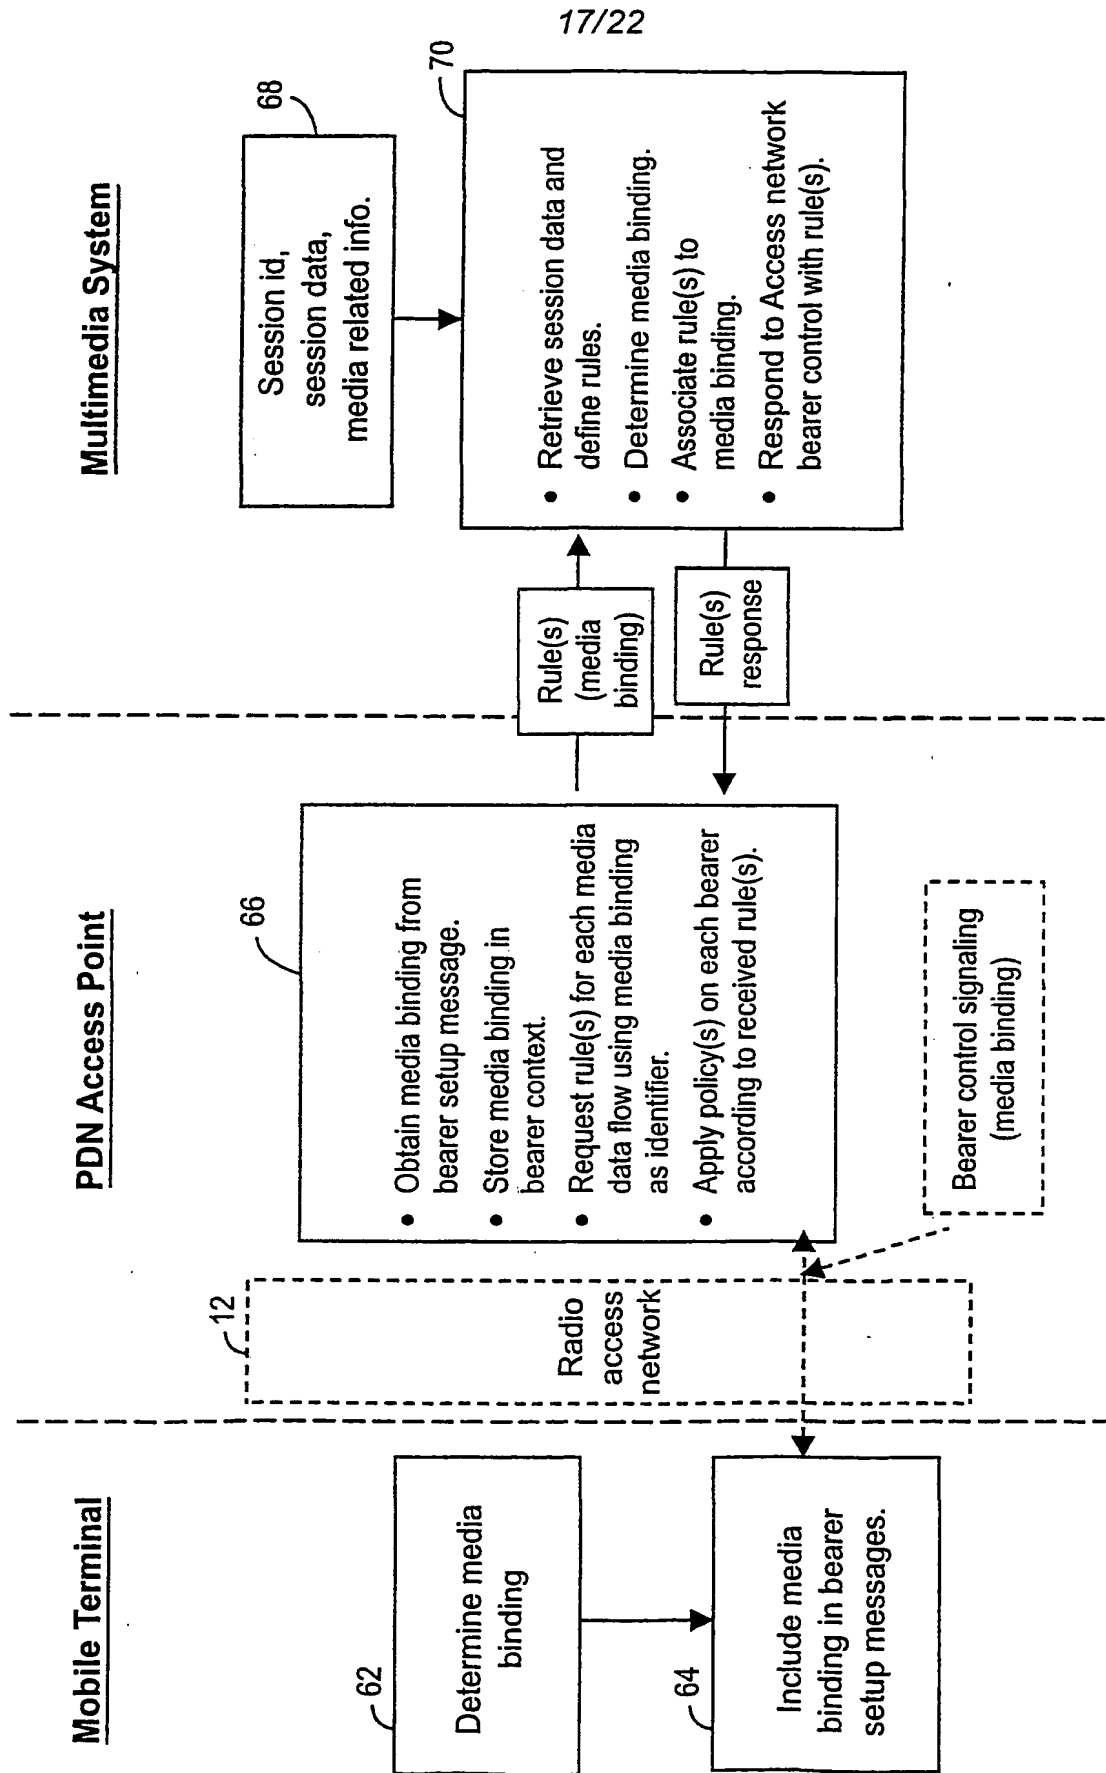 17/22
Mobile Terminal
62
Determine media
binding
64
Include media
binding in bearer
setup messages.
PDN Access Point
12
Radio
access
network
66
• Obtain media binding from
bearer setup message.
• Store media binding in
bearer context.
• Request rule(s) for each media
data flow using media binding
as identifier.
• Apply policy(s) on each bearer
according to received rule(s).
Bearer control signaling
(media binding)
Rule(s)
(media
binding)
Rule(s)
response
Multimedia System
68
Session id,
session data,
media related info.
70
• Retrieve session data and
define rules.
• Determine media binding.
• Associate rule(s) to
media binding.
• Respond to Access network
bearer control with rule(s).